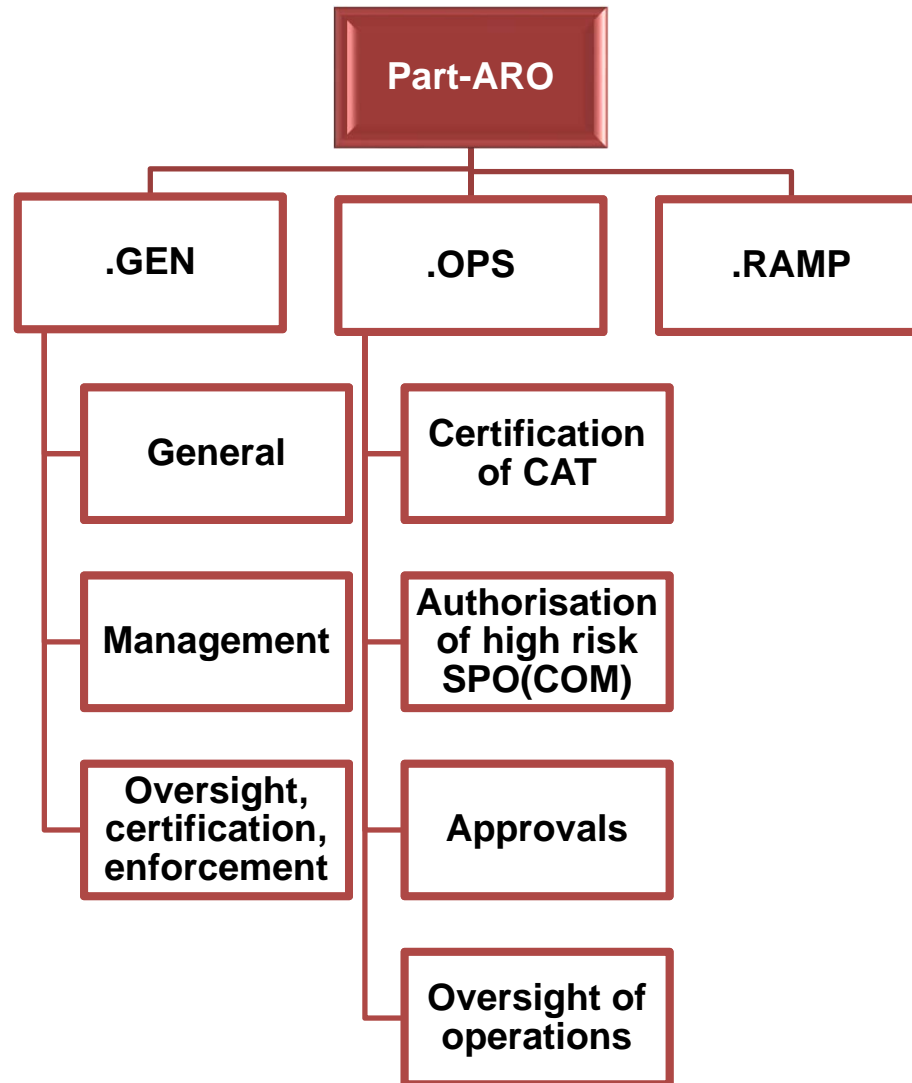 Part-ARO
.GEN
.OPS
.RAMP
General
Management
Oversight,
certification,
enforcement
Certification
of CAT
Authorisation
of high risk
SPO(COM)
Approvals
Oversight of
operations